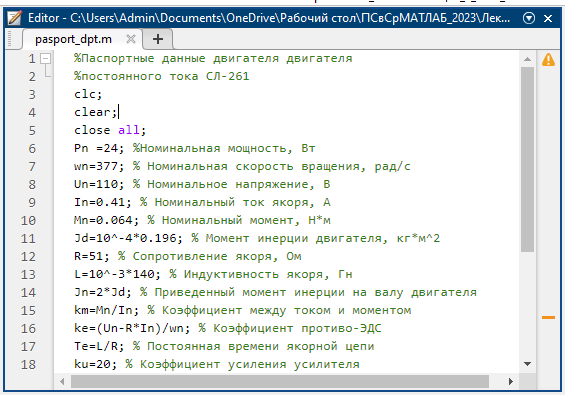 Editor - C:\Users\Admin\Documents\OneDrive\Рабочий стол\ПСвСрМАТЛАБ_2023\Лек...
pasport_dpt.m
1 %Паспортные данные двигателя двигателя
2 %постоянного тока СЛ-261
3 clc;
4 clear;
5 close all;
6 Pn =24; %Номинальная мощность, Вт
7 wn=377; % Номинальная скорость вращения, рад/с
8 Un=110; % Номинальное напряжение, В
9 In=0.41; % Номинальный ток якоря, А
10 Mn=0.064; % Номинальный момент, Н*м
11 Jd=10^-4*0.196; % Момент инерции двигателя, кг*м^2
12 R=51; % Сопротивление якоря, Ом
13 L=10^-3*140; % Индуктивность якоря, Гн
14 Jn=2*Jd; % Приведенный момент инерции на валу двигателя
15 km=Mn/In; % Коэффициент между током и моментом
16 ke=(Un-R*In)/wn; % Коэффициент противо-ЭДС
17 Te=L/R; % Постоянная времени якорной цепи
18 ku=20; % Коэффициент усиления усилителя